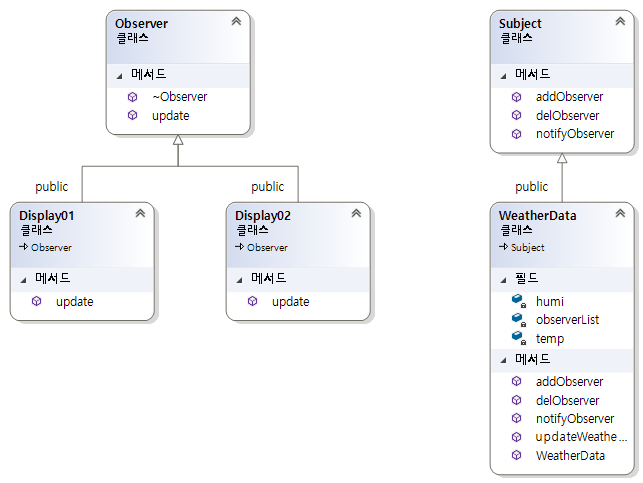 Observer
클래스
메서드
~Observer
update
Subject
클래스
메서드
addObserver
delObserver
notifyObserver
public
public
public
Display01
클래스
Observer
메서드
update
Display02
클래스
Observer
메서드
update
WeatherData
클래스
Subject
필드
humi
observerList
temp
메서드
addObserver
delObserver
notifyObserver
updateWeathe...
WeatherData